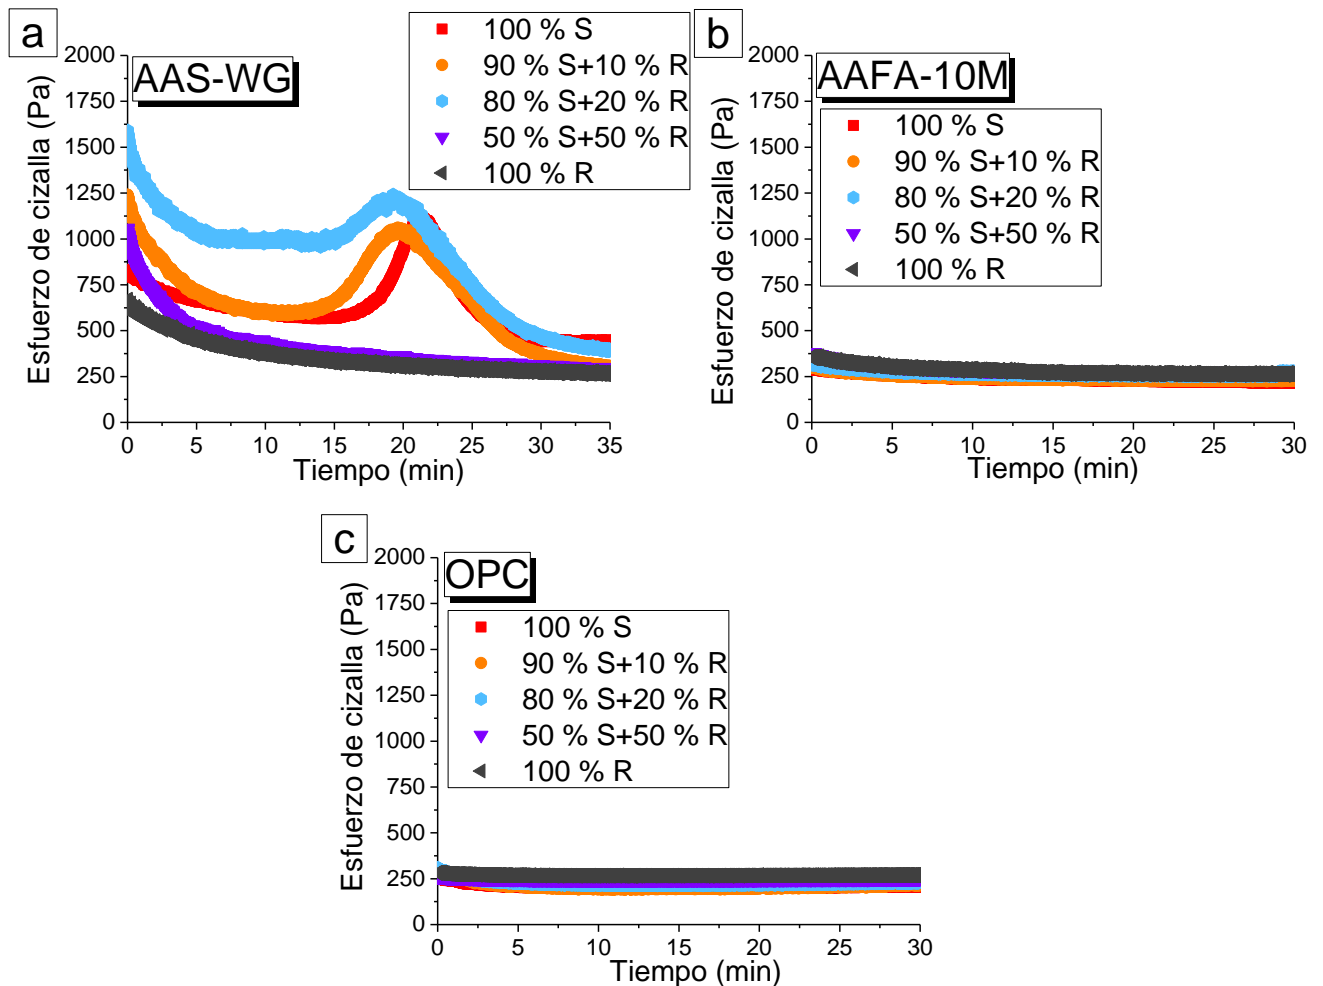 a
AAS-WG
100 % S
90 % S+10 % R
80 % S+20 % R
50 % S+50 % R
100 % R
Esfuerzo de cizalla (Pa)
2000
1750
1500
1250
1000
750
500
250
0
0 5 10 15 20 25 30 35
Tiempo (min)
b
AAFA-10M
100 % S
90 % S+10 % R
80 % S+20 % R
50 % S+50 % R
100 % R
Esfuerzo de cizalla (Pa)
2000
1750
1500
1250
1000
750
500
250
0
0 5 10 15 20 25 30
Tiempo (min)
c
OPC
100 % S
90 % S+10 % R
80 % S+20 % R
50 % S+50 % R
100 % R
Esfuerzo de cizalla (Pa)
2000
1750
1500
1250
1000
750
500
250
0
0 5 10 15 20 25 30
Tiempo (min)